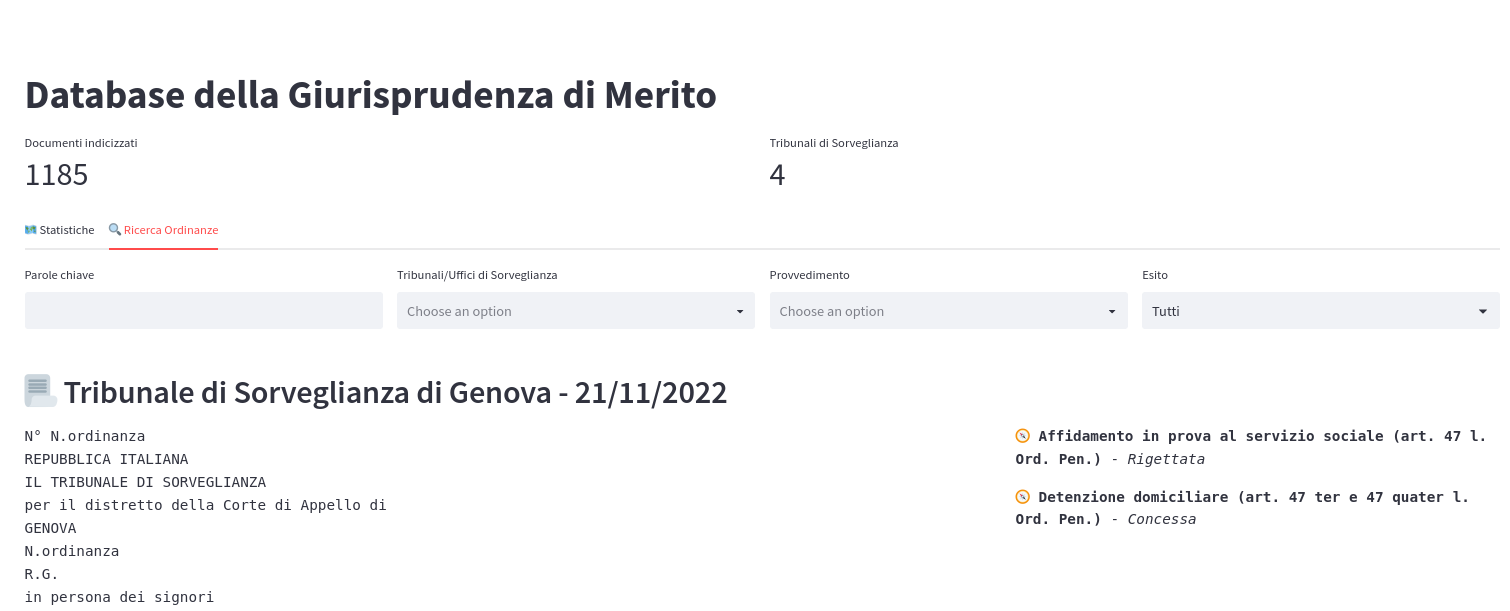 Database della Giurisprudenza di Merito
Documenti indicizzati
1185
Tribunali di Sorveglianza
4
Statistiche
Ricerca Ordinanze
Parole chiave
Tribunali/Uffici di Sorveglianza
Choose an option
Provvedimento
Choose an option
Esito
Tutti
Tribunale di Sorveglianza di Genova - 21/11/2022
N° N.ordinanza
REPUBBLICA ITALIANA
IL TRIBUNALE DI SORVEGLIANZA
per il distretto della Corte di Appello di
GENOVA
N.ordinanza
R.G.
in persona dei signori
Affidamento in prova al servizio sociale (art. 47 l.
Ord. Pen.) - Rigettata
Detenzione domiciliare (art. 47 ter e 47 quater l.
Ord. Pen.) - Concessa